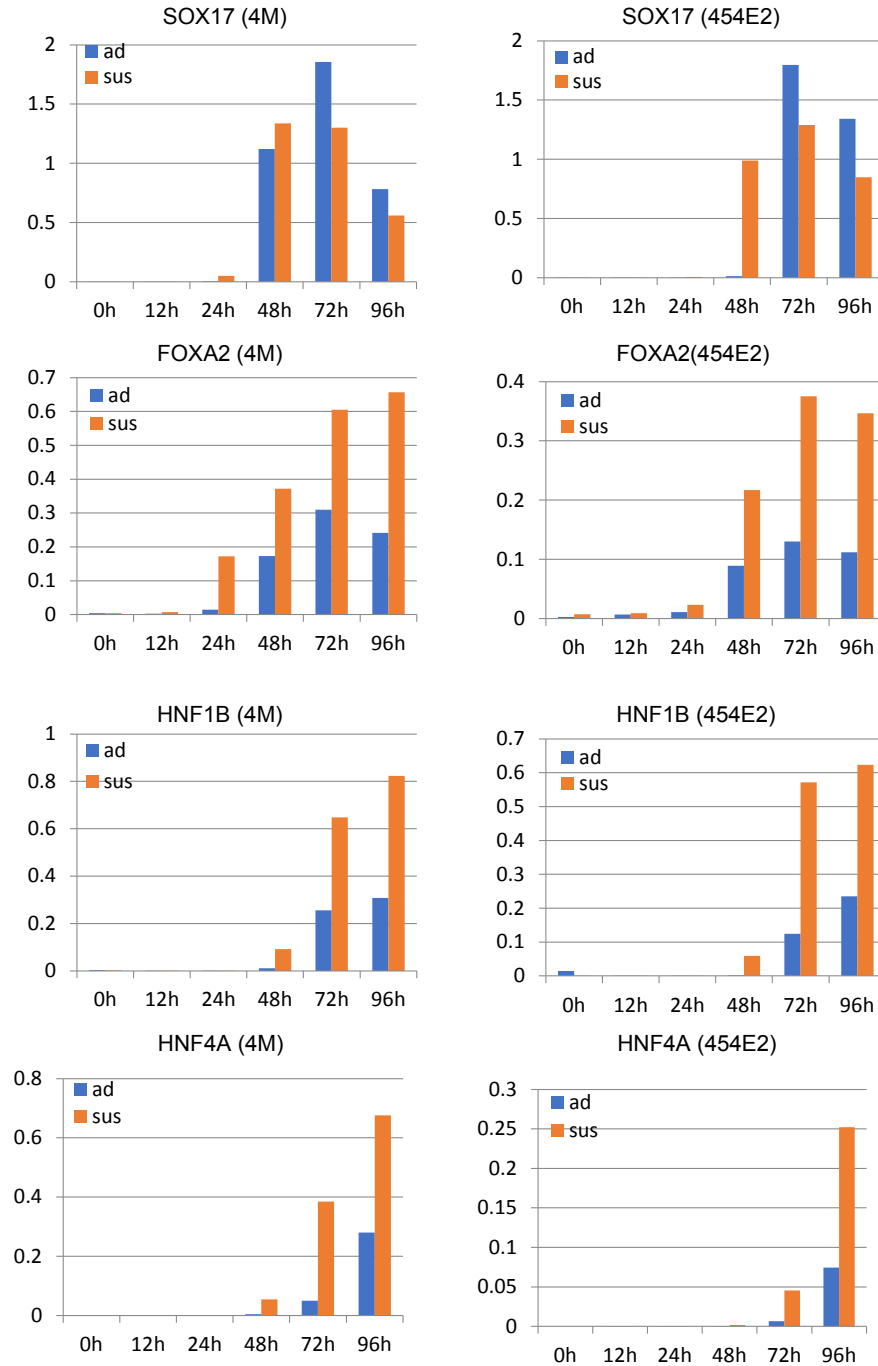 SOX17 (4M)
2
1.5
1
0.5
0
ad
sus
0h 12h 24h 48h 72h 96h
SOX17 (454E2)
2
1.5
1
0.5
0
ad
sus
0h 12h 24h 48h 72h 96h
FOXA2 (4M)
0.7
0.6
0.5
0.4
0.3
0.2
0.1
0
ad
sus
0h 12h 24h 48h 72h 96h
FOXA2(454E2)
0.4
0.3
0.2
0.1
0
ad
sus
0h 12h 24h 48h 72h 96h
HNF1B (4M)
1
0.8
0.6
0.4
0.2
0
ad
sus
0h 12h 24h 48h 72h 96h
HNF1B (454E2)
0.7
0.6
0.5
0.4
0.3
0.2
0.1
0
ad
sus
0h 12h 24h 48h 72h 96h
HNF4A (4M)
0.8
0.6
0.4
0.2
0
ad
sus
0h 12h 24h 48h 72h 96h
HNF4A (454E2)
0.3
0.25
0.2
0.15
0.1
0.05
0
ad
sus
0h 12h 24h 48h 72h 96h